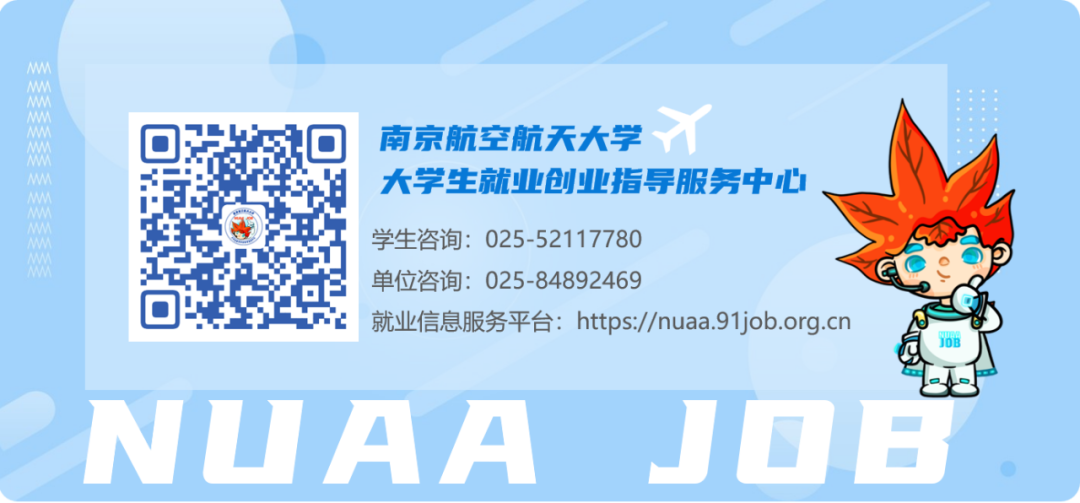 南京航空航天大学
大学生就业创业指导服务中心
学生咨询：025-52117780
单位咨询：025-84892469
就业信息服务平台：https://nuaa.91job.org.cn
JOB
NUAA JOB